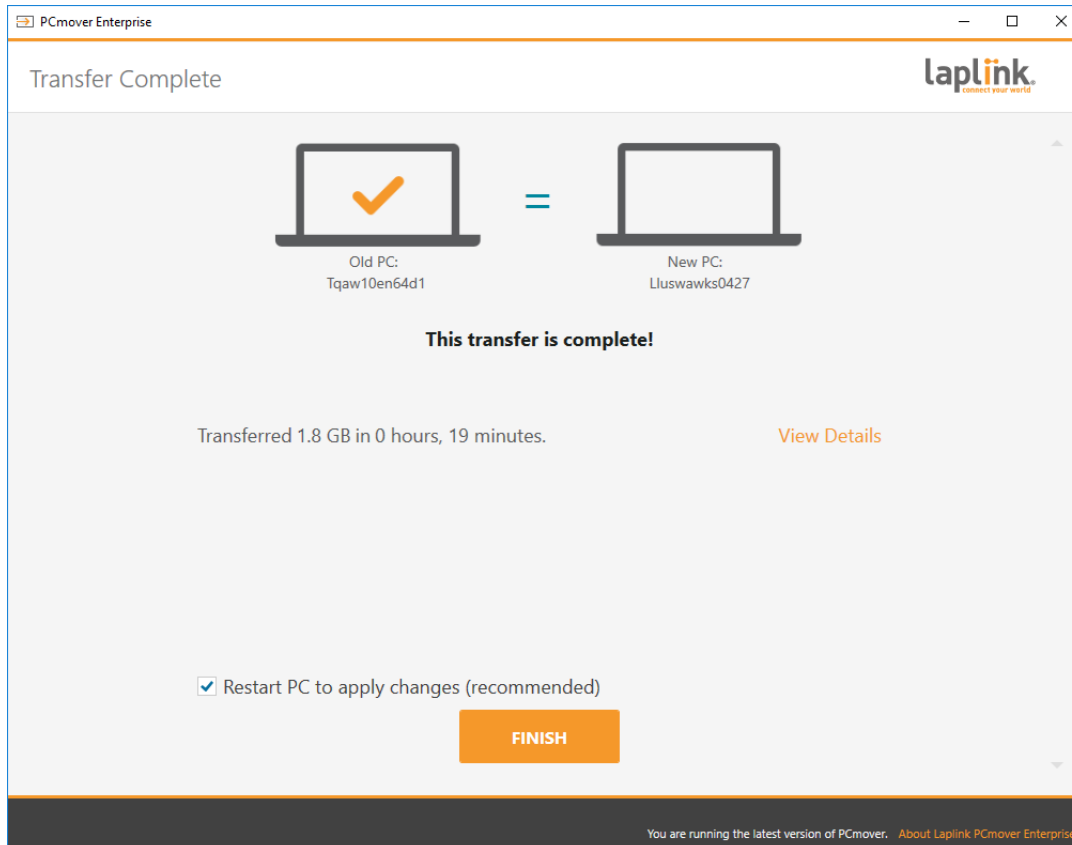 PCmover Enterprise
Transfer Complete
laplink.
connect your world
=
Old PC:
Tqaw10en64d1
New PC:
Lluswawks0427
This transfer is complete!
Transferred 1.8 GB in 0 hours, 19 minutes.
View Details
Restart PC to apply changes (recommended)
FINISH
You are running the latest version of PCmover. About Laplink PCmover Enterprise